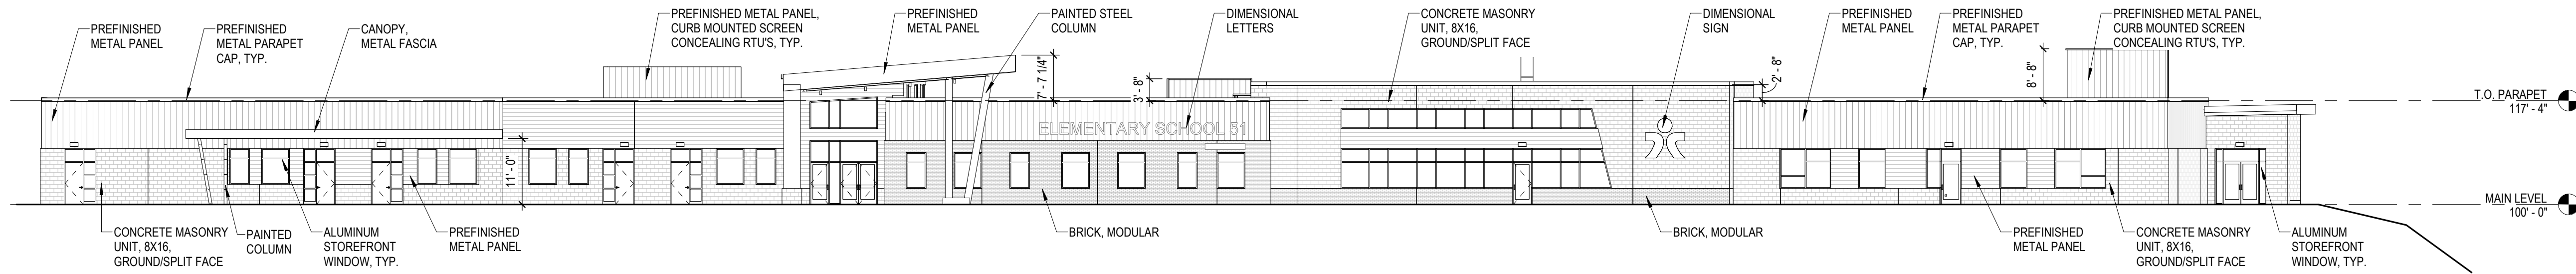 PREFINISHED
METAL PANEL
PREFINISHED
METAL PARAPET
CAP, TYP.
CANOPY,
METAL FASCIA
PREFINISHED METAL PANEL,
CURB MOUNTED SCREEN
CONCEALING RTU'S, TYP.
PREFINISHED
METAL PANEL
PAINTED STEEL
COLUMN
DIMENSIONAL
LETTERS
CONCRETE MASONRY
UNIT, 8X16,
GROUND/SPLIT FACE
DIMENSIONAL
SIGN
PREFINISHED
METAL PANEL
PREFINISHED
METAL PARAPET
CAP, TYP.
PREFINISHED METAL PANEL,
CURB MOUNTED SCREEN
CONCEALING RTU'S, TYP.
7' - 7 1/4"
3' - 8"
2' - 8"
8' - 8"
T.O. PARAPET
117' - 4"
ELEMENTARY SCHOOL 51
11' - 0"
MAIN LEVEL
100' - 0"
CONCRETE MASONRY
UNIT, 8X16,
GROUND/SPLIT FACE
PAINTED
COLUMN
ALUMINUM
STOREFRONT
WINDOW, TYP.
PREFINISHED
METAL PANEL
BRICK, MODULAR
BRICK, MODULAR
PREFINISHED
METAL PANEL
CONCRETE MASONRY
UNIT, 8X16,
GROUND/SPLIT FACE
ALUMINUM
STOREFRONT
WINDOW, TYP.